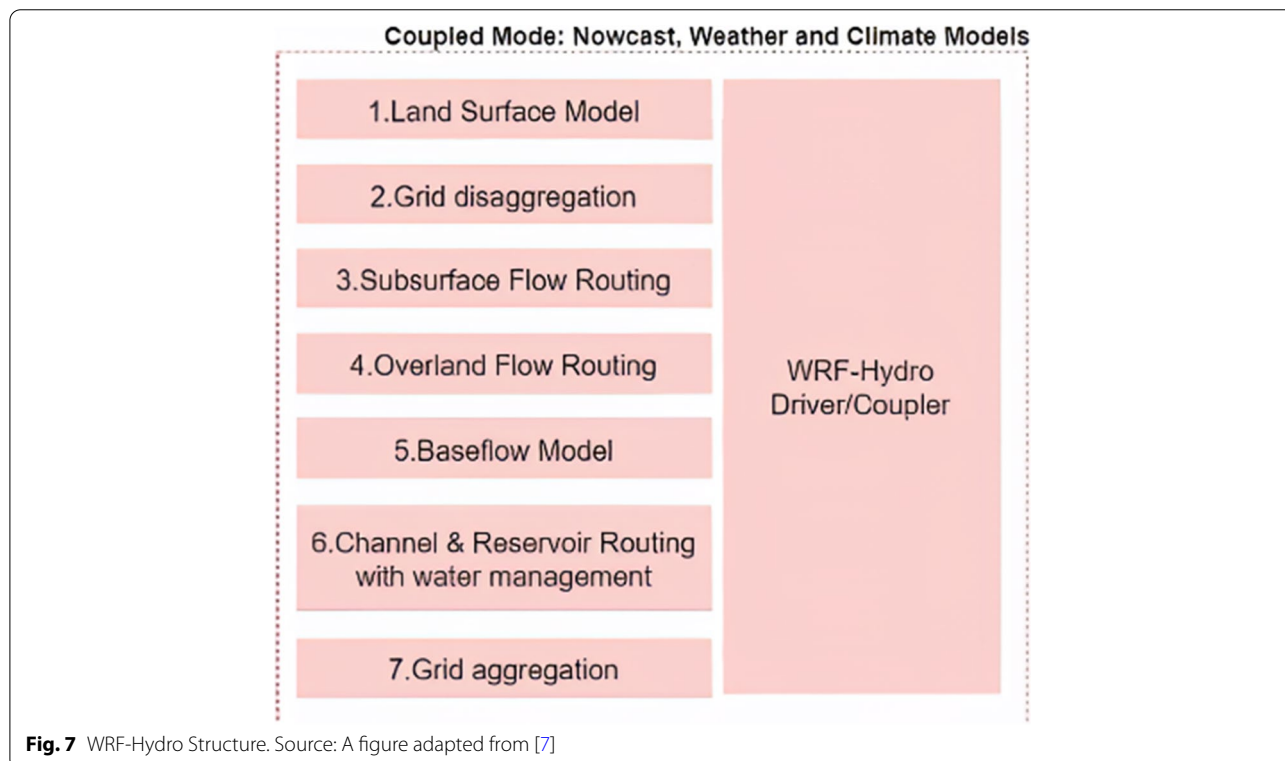 Coupled Mode: Nowcast, Weather and Climate Models
1.Land Surface Model
2.Grid disaggregation
3.Subsurface Flow Routing
4.Overland Flow Routing
5.Baseflow Model
6.Channel & Reservoir Routing
with water management
7.Grid aggregation
WRF-Hydro
Driver/Coupler
Fig. 7 WRF-Hydro Structure. Source: A figure adapted from [7]